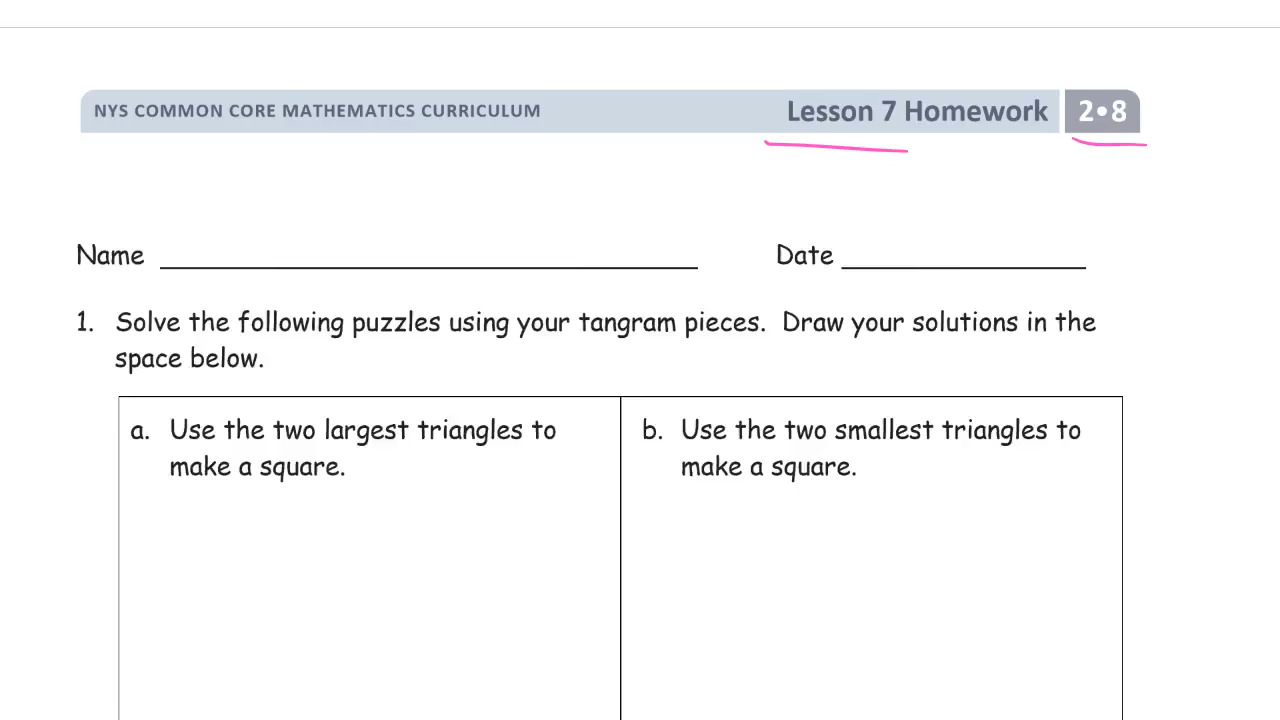 NYS COMMON CORE MATHEMATICS CURRICULUM Lesson 7 Homework 2•8
Name Date
1. Solve the following puzzles using your tangram pieces. Draw your solutions in the
space below.
a. Use the two largest triangles to
make a square.
b. Use the two smallest triangles to
make a square.